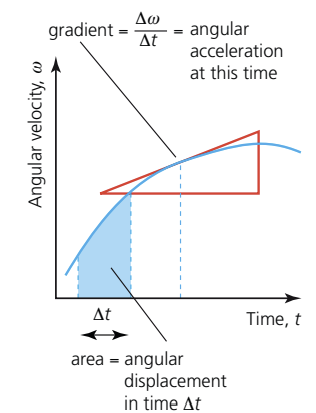 gradient = Δω/Δt = angular
acceleration
at this time
Angular velocity, ω
Δt
Time, t
area = angular
displacement
in time Δt